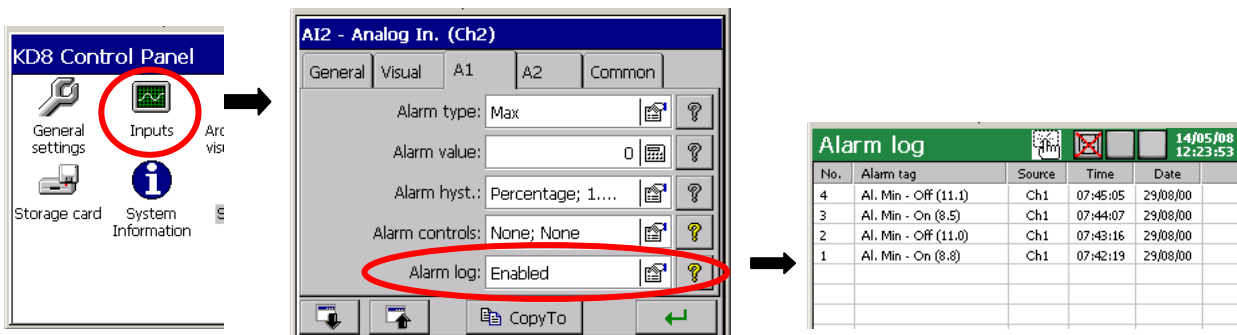 KD8 Control Panel
General settings
Inputs
Arc
visu
Storage card
System Information
S
AI2 - Analog In. (Ch2)
General Visual A1 A2 Common
Alarm type: Max
Alarm value: 0
Alarm hyst.: Percentage; 1....
Alarm controls: None; None
Alarm log: Enabled
CopyTo
Alarm log 14/05/08
12:23:53
No. Alarm tag Source Time Date
4 Al. Min - Off (11.1) Ch1 07:45:05 29/08/00
3 Al. Min - On (8.5) Ch1 07:44:07 29/08/00
2 Al. Min - Off (11.0) Ch1 07:43:16 29/08/00
1 Al. Min - On (8.8) Ch1 07:42:19 29/08/00